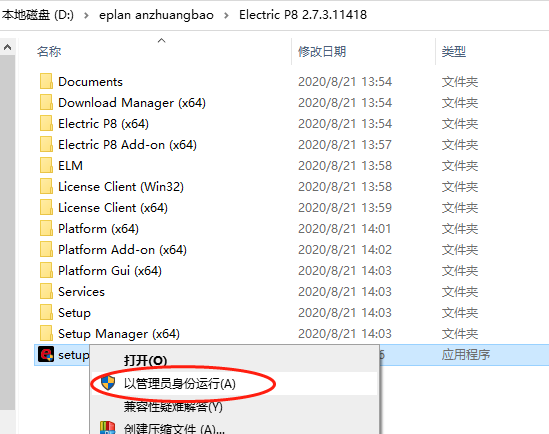 本地磁盘 (D:) › eplan anzhuangbao › Electric P8 2.7.3.11418
名称 修改日期 类型
Documents 2020/8/21 13:54 文件夹
Download Manager (x64) 2020/8/21 13:54 文件夹
Electric P8 (x64) 2020/8/21 13:54 文件夹
Electric P8 Add-on (x64) 2020/8/21 13:57 文件夹
ELM 2020/8/21 13:58 文件夹
License Client (Win32) 2020/8/21 13:58 文件夹
License Client (x64) 2020/8/21 13:59 文件夹
Platform (x64) 2020/8/21 14:01 文件夹
Platform Add-on (x64) 2020/8/21 14:02 文件夹
Platform Gui (x64) 2020/8/21 14:03 文件夹
Services 2020/8/21 14:03 文件夹
Setup 2020/8/21 14:03 文件夹
Setup Manager (x64) 2020/8/21 14:03 文件夹
setup 6 应用程序
打开(O)
以管理员身份运行(A)
兼容性疑难解答(Y)
创建压缩文件 (A)...